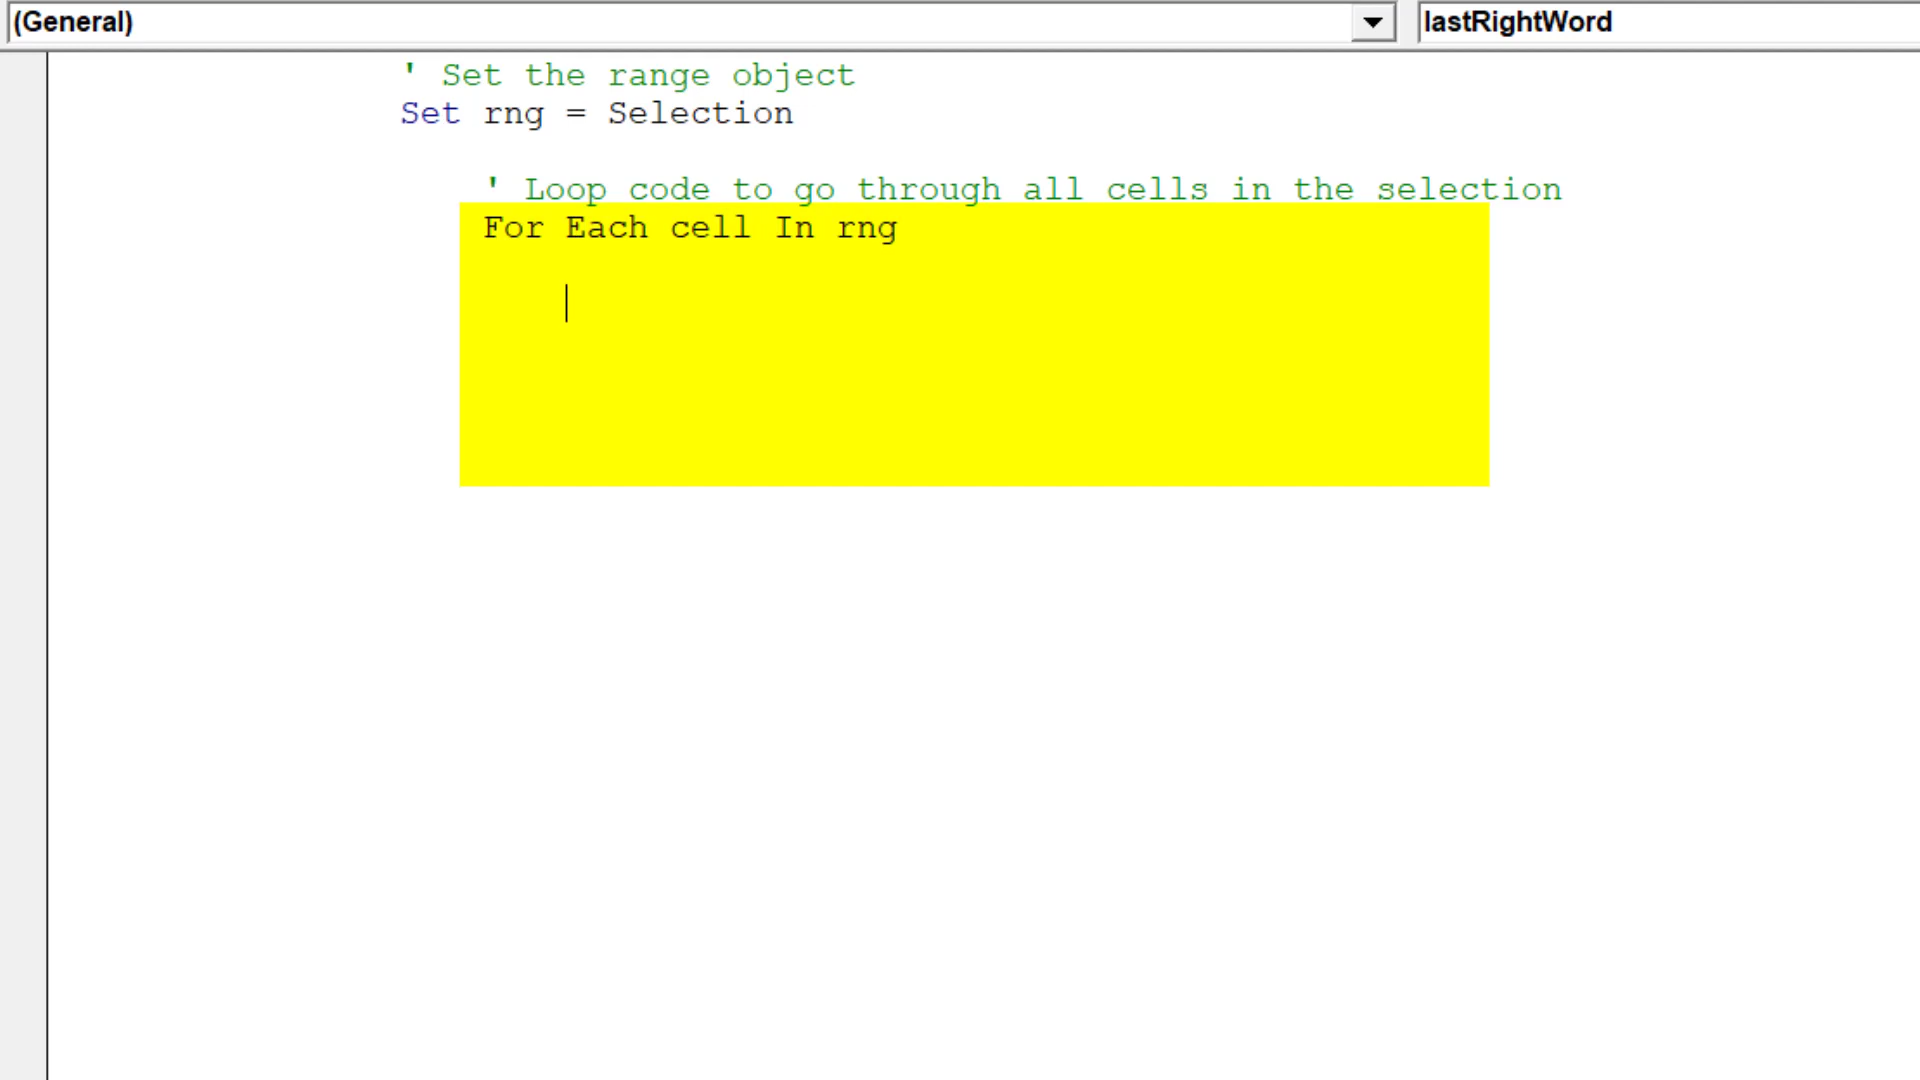 (General)
lastRightWord
' Set the range object
Set rng = Selection
' Loop code to go through all cells in the selection
For Each cell In rng